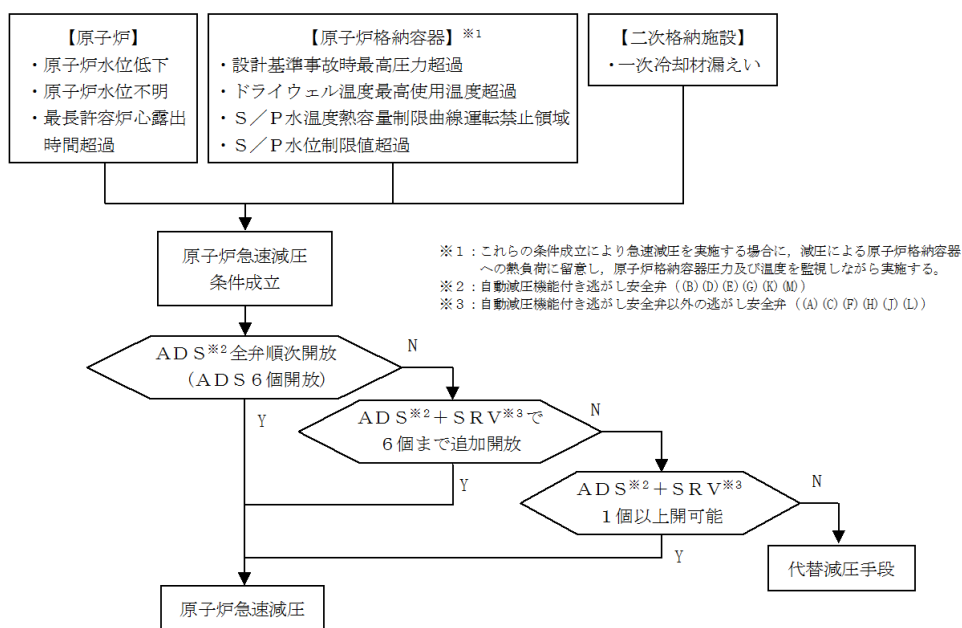 【原子炉】
・原子炉水位低下
・原子炉水位不明
・最長許容炉心露出
時間超過
【原子炉格納容器】※1
・設計基準事故時最高圧力超過
・ドライウェル温度最高使用温度超過
・Ｓ／Ｐ水温度熱容量制限曲線運転禁止領域
・Ｓ／Ｐ水位制限値超過
【二次格納施設】
・一次冷却材漏えい
原子炉急速減圧
条件成立
※１：これらの条件成立により急速減圧を実施する場合に，減圧による原子炉格納容器
への熱負荷に留意し，原子炉格納容器圧力及び温度を監視しながら実施する。
※２：自動減圧機能付き逃がし安全弁（(B)(D)(E)(G)(K)(M)）
※３：自動減圧機能付き逃がし安全弁以外の逃がし安全弁（(A)(C)(F)(H)(J)(L)）
ＡＤＳ※2全弁順次開放
（ＡＤＳ６個開放）
N
Y
ＡＤＳ※2＋ＳＲＶ※3で
６個まで追加開放
N
Y
ＡＤＳ※2＋ＳＲＶ※3
１個以上開可能
N
Y
代替減圧手段
原子炉急速減圧